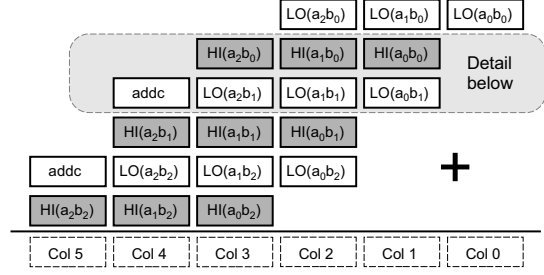 LO(a₂b₀) LO(a₁b₀) LO(a₀b₀)
HI(a₂b₀) HI(a₁b₀) HI(a₀b₀) Detail
addc LO(a₂b₁) LO(a₁b₁) LO(a₀b₁) below
HI(a₂b₁) HI(a₁b₁) HI(a₀b₁)
addc LO(a₂b₂) LO(a₁b₂) LO(a₀b₂) +
HI(a₂b₂) HI(a₁b₂) HI(a₀b₂)
Col 5 Col 4 Col 3 Col 2 Col 1 Col 0